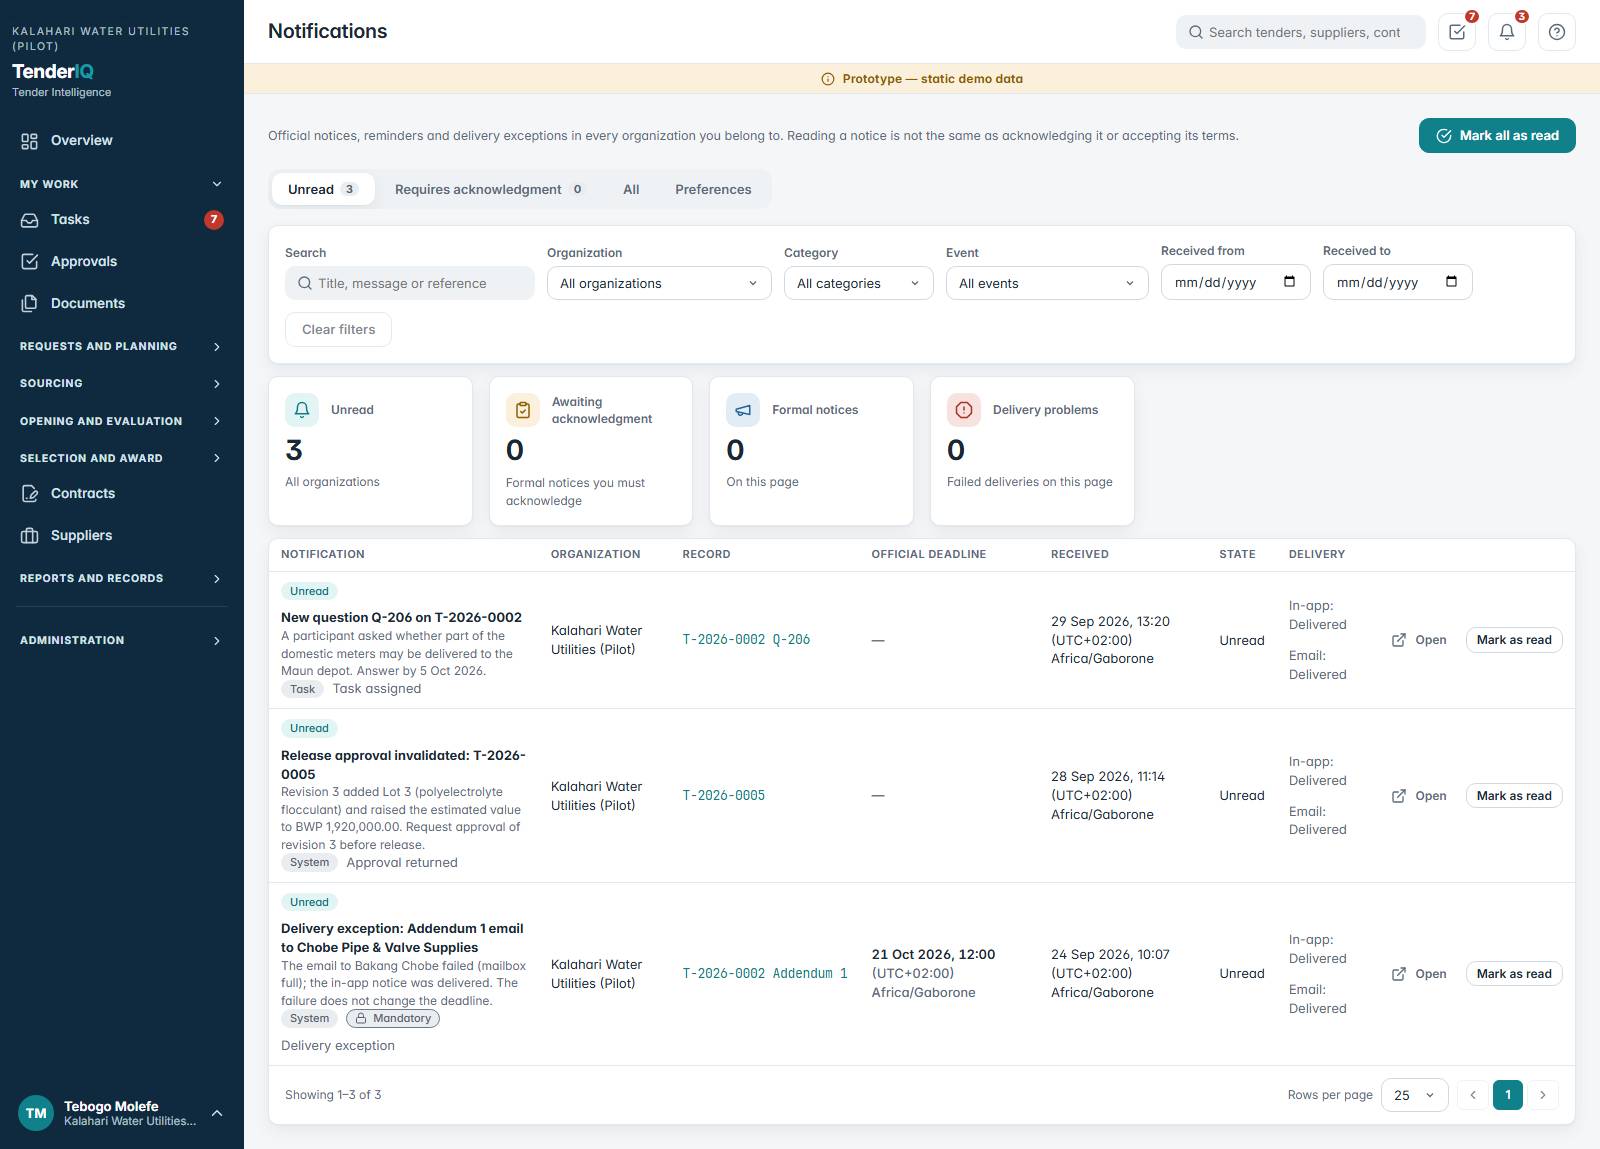 KALAHARI WATER UTILITIES
(PILOT)
TenderIQ
Tender Intelligence
Overview
MY WORK
Tasks
7
Approvals
Documents
REQUESTS AND PLANNING
SOURCING
OPENING AND EVALUATION
SELECTION AND AWARD
Contracts
Suppliers
REPORTS AND RECORDS
ADMINISTRATION
TM
Tebogo Molefe
Kalahari Water Utilities...
Notifications
Search tenders, suppliers, cont
7
3
Prototype — static demo data
Official notices, reminders and delivery exceptions in every organization you belong to. Reading a notice is not the same as acknowledging it or accepting its terms.
Mark all as read
Unread 3
Requires acknowledgment 0
All
Preferences
Search
Title, message or reference
Organization
All organizations
Category
All categories
Event
All events
Received from
mm/dd/yyyy
Received to
mm/dd/yyyy
Clear filters
Unread
3
All organizations
Awaiting
acknowledgment
0
Formal notices you must
acknowledge
Formal notices
0
On this page
Delivery problems
0
Failed deliveries on this page
NOTIFICATION
ORGANIZATION
RECORD
OFFICIAL DEADLINE
RECEIVED
STATE
DELIVERY
Unread
New question Q-206 on T-2026-0002
A participant asked whether part of the
domestic meters may be delivered to the
Maun depot. Answer by 5 Oct 2026.
Task Task assigned
Kalahari Water
Utilities (Pilot)
T-2026-0002 Q-206
—
29 Sep 2026, 13:20
(UTC+02:00)
Africa/Gaborone
Unread
In-app:
Delivered
Email:
Delivered
Open
Mark as read
Unread
Release approval invalidated: T-2026-
0005
Revision 3 added Lot 3 (polyelectrolyte
flocculant) and raised the estimated value
to BWP 1,920,000.00. Request approval of
revision 3 before release.
System Approval returned
Kalahari Water
Utilities (Pilot)
T-2026-0005
—
28 Sep 2026, 11:14
(UTC+02:00)
Africa/Gaborone
Unread
In-app:
Delivered
Email:
Delivered
Open
Mark as read
Unread
Delivery exception: Addendum 1 email
to Chobe Pipe & Valve Supplies
The email to Bakang Chobe failed (mailbox
full); the in-app notice was delivered. The
failure does not change the deadline.
System Mandatory
Delivery exception
Kalahari Water
Utilities (Pilot)
T-2026-0002 Addendum 1
21 Oct 2026, 12:00
(UTC+02:00)
Africa/Gaborone
24 Sep 2026, 10:07
(UTC+02:00)
Africa/Gaborone
Unread
In-app:
Delivered
Email:
Delivered
Open
Mark as read
Showing 1–3 of 3
Rows per page
25
1